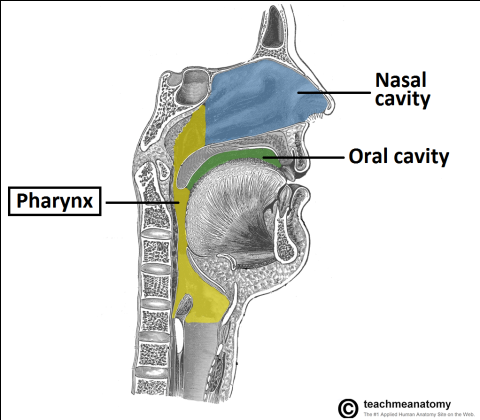 Nasal
cavity
Oral cavity
Pharynx
© teachmeanatomy
The #1 Applied Human Anatomy Site on the Web.